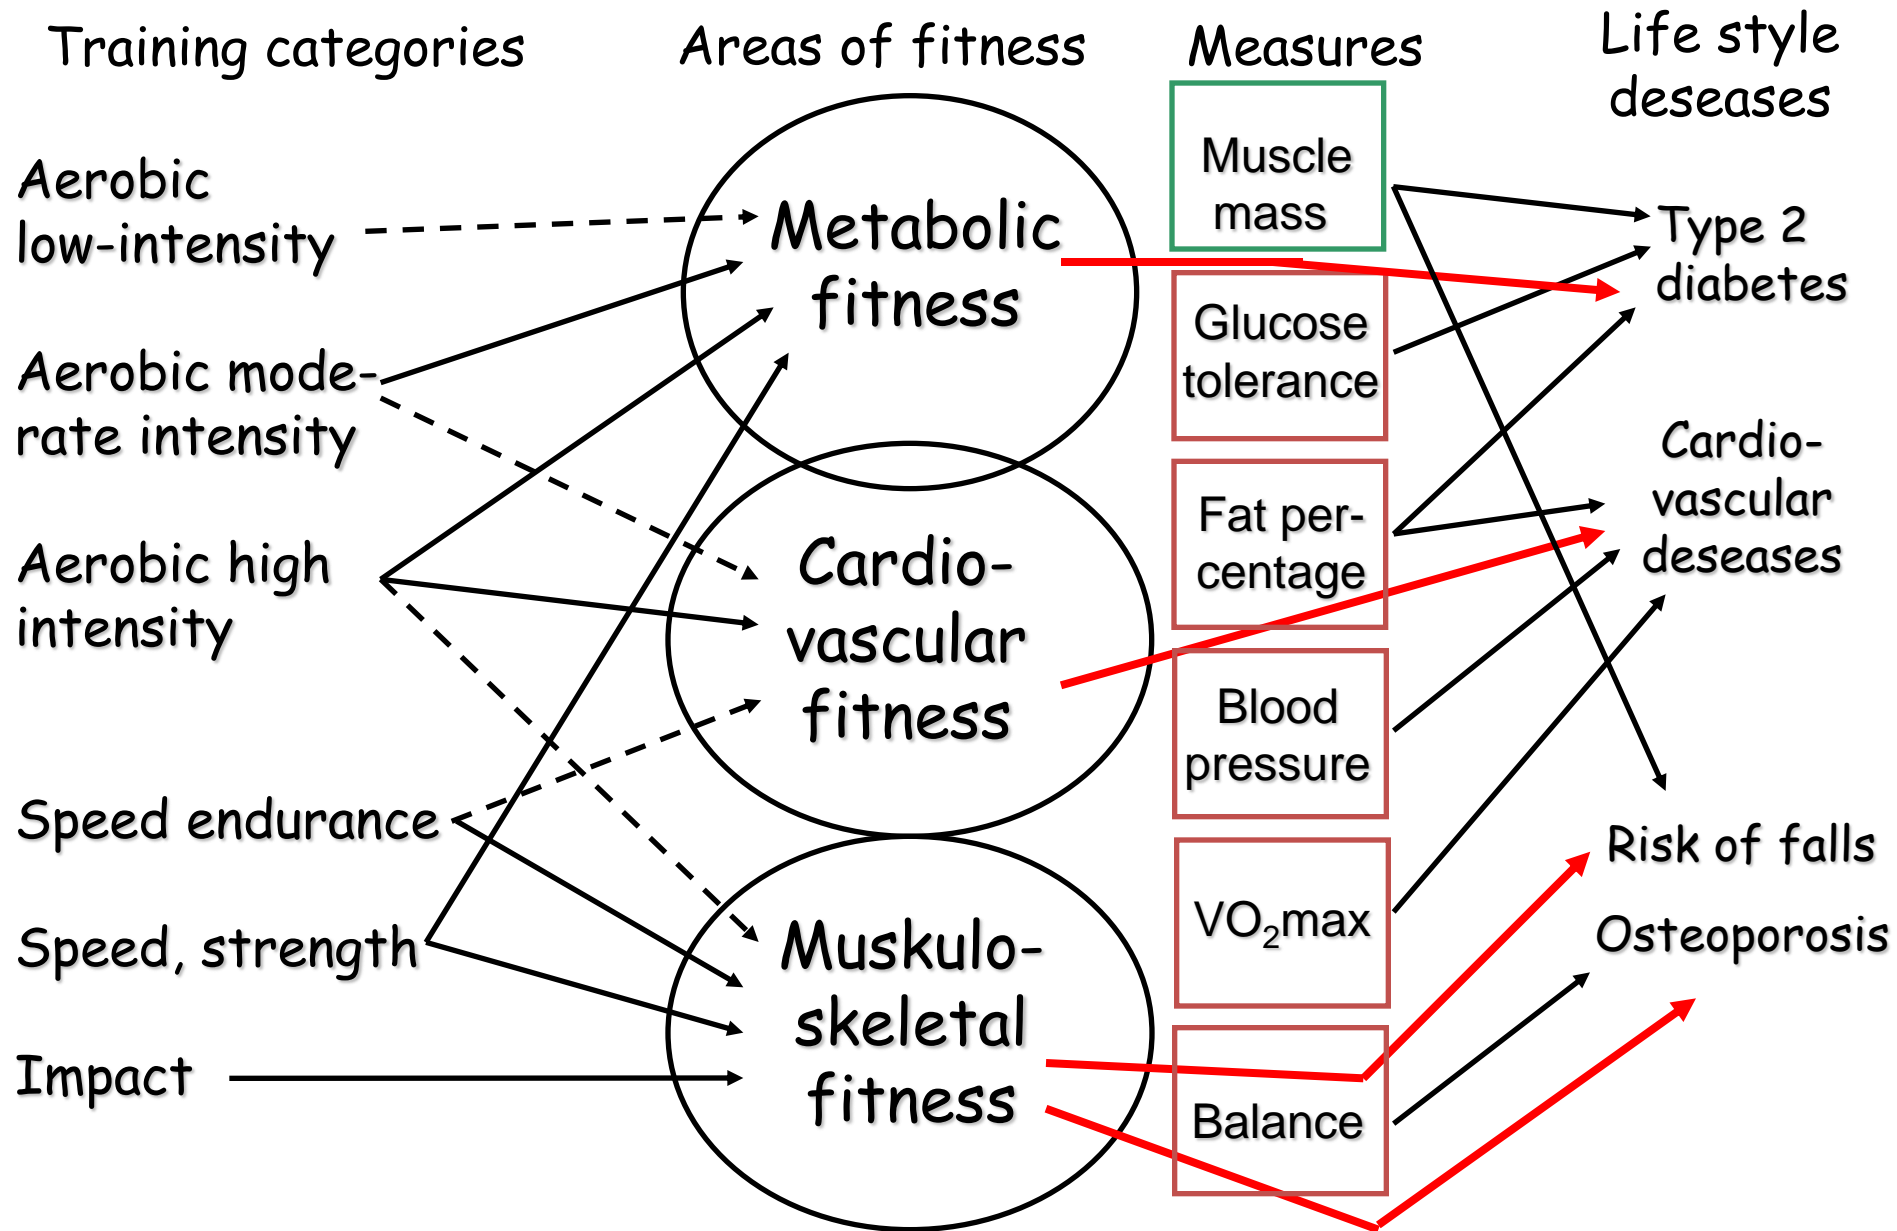 Training categories
Areas of fitness
Measures
Life style
deseases
Aerobic
low-intensity
Aerobic mode-
rate intensity
Aerobic high
intensity
Speed endurance
Speed, strength
Impact
Metabolic
fitness
Cardio-
vascular
fitness
Muskulo-
skeletal
fitness
Muscle
mass
Glucose
tolerance
Fat per-
centage
Blood
pressure
VO₂max
Balance
Type 2
diabetes
Cardio-
vascular
deseases
Risk of falls
Osteoporosis